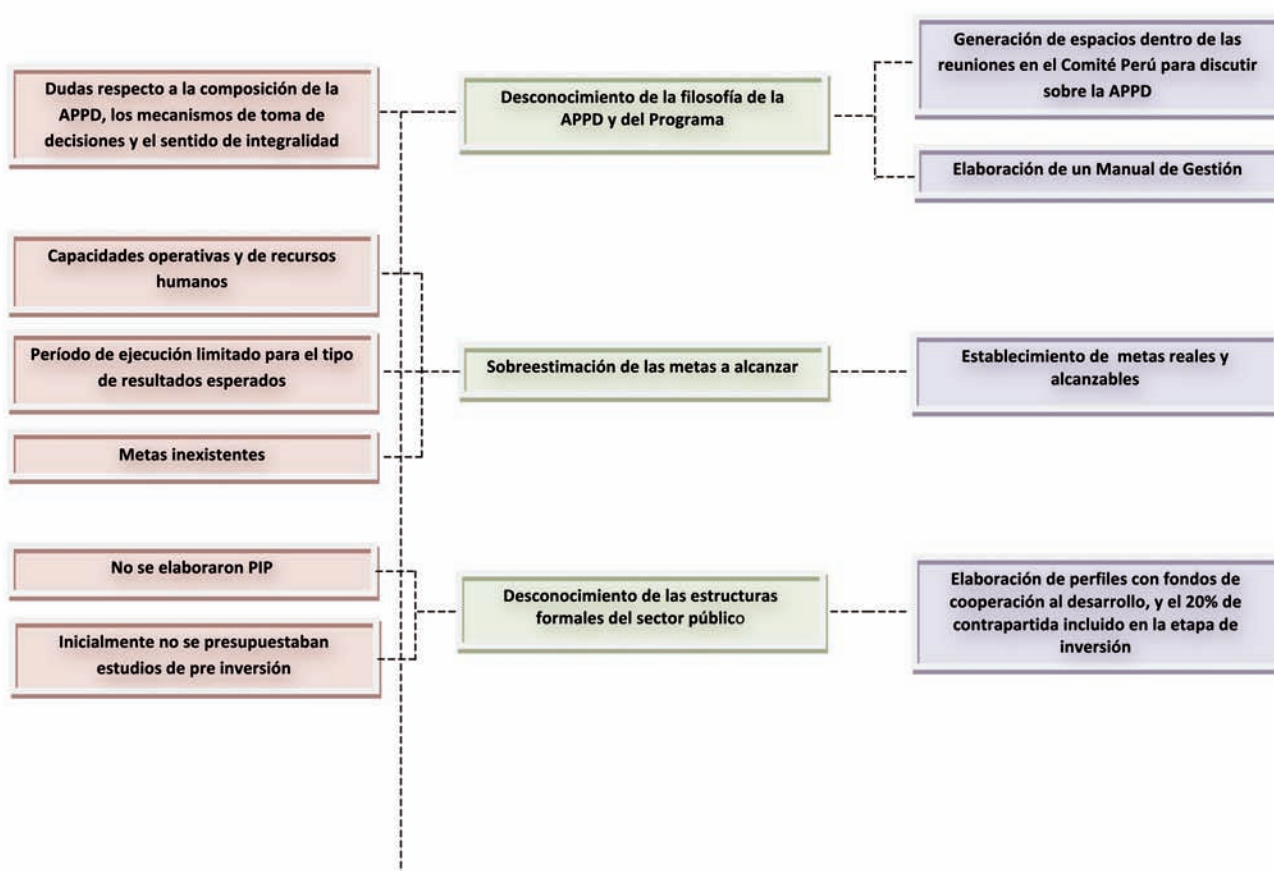 Dudas respecto a la composición de la
APPD, los mecanismos de toma de
decisiones y el sentido de integralidad
Desconocimiento de la filosofía de la
APPD y del Programa
Generación de espacios dentro de las
reuniones en el Comité Perú para discutir
sobre la APPD
Elaboración de un Manual de Gestión
Capacidades operativas y de recursos
humanos
Período de ejecución limitado para el tipo
de resultados esperados
Metas inexistentes
Sobreestimación de las metas a alcanzar
Establecimiento de metas reales y
alcanzables
No se elaboraron PIP
Inicialmente no se presupuestaban
estudios de pre inversión
Desconocimiento de las estructuras
formales del sector público
Elaboración de perfiles con fondos de
cooperación al desarrollo, y el 20% de
contrapartida incluido en la etapa de
inversión